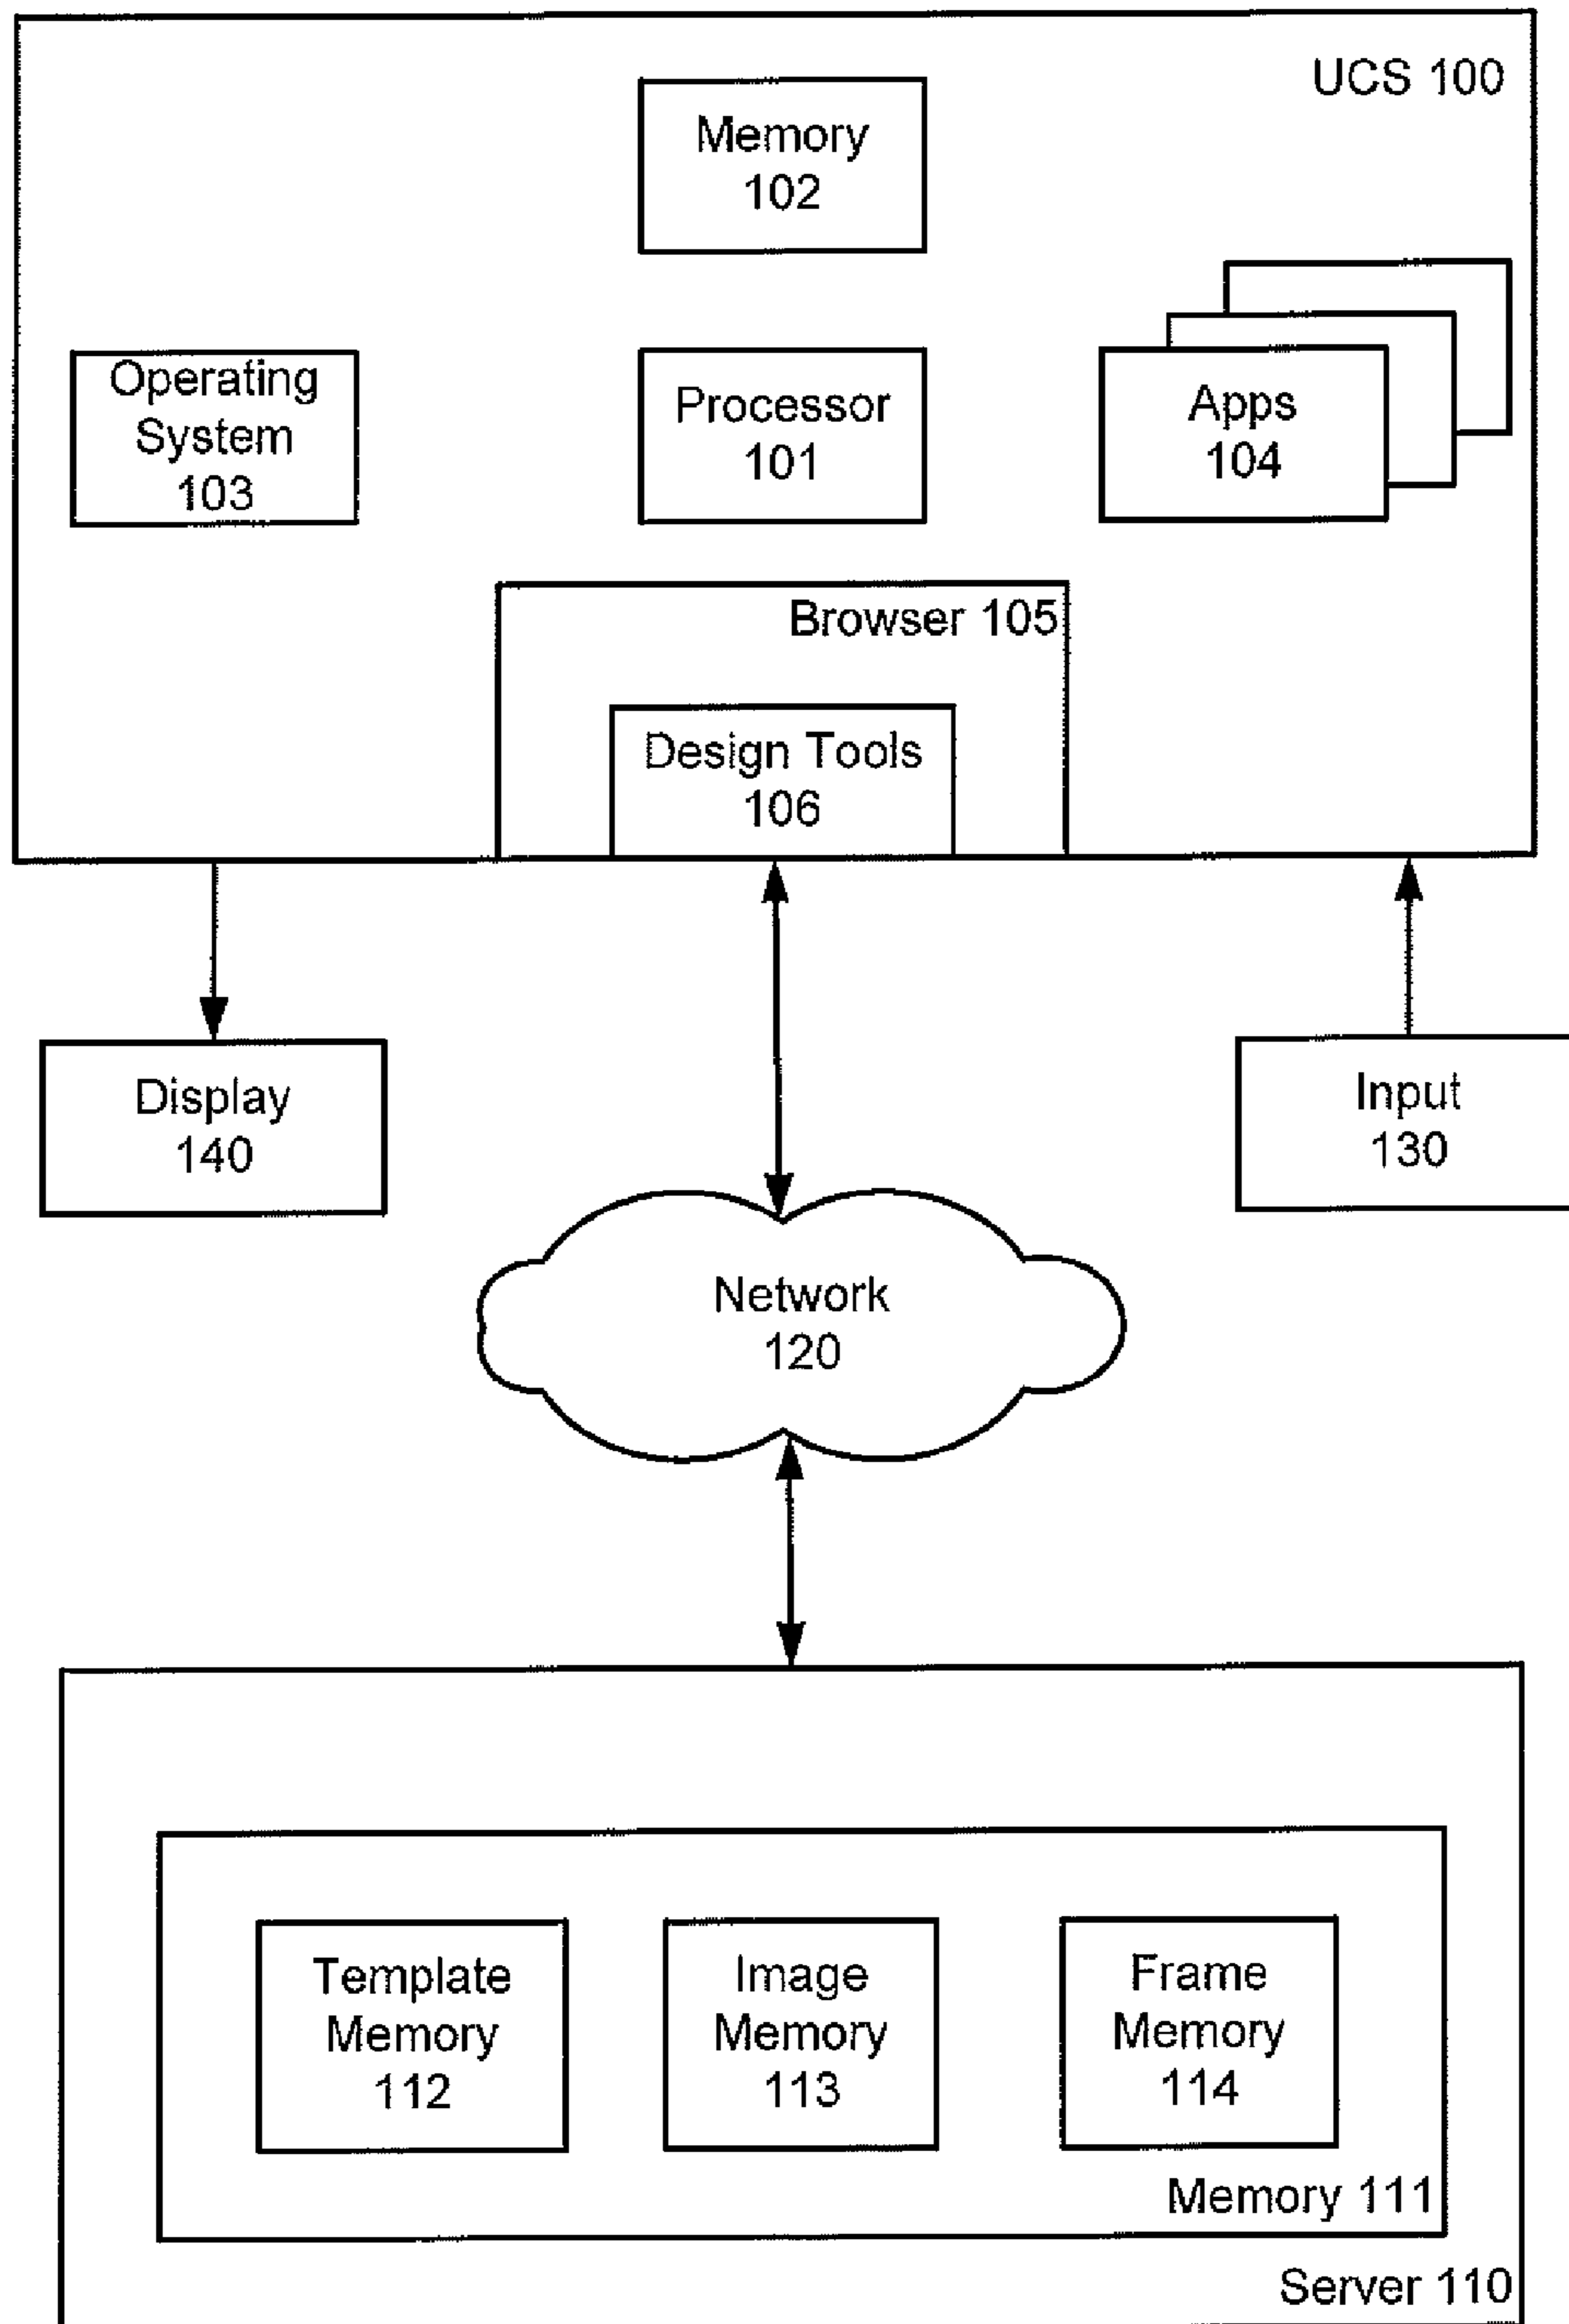 UCS 100
Memory
102
Operating
System
103
Processor
101
Apps
104
Browser 105
Design Tools
106
Display
140
Input
130
Network
120
Template
Memory
112
Image
Memory
113
Frame
Memory
114
Memory 111
Server 110